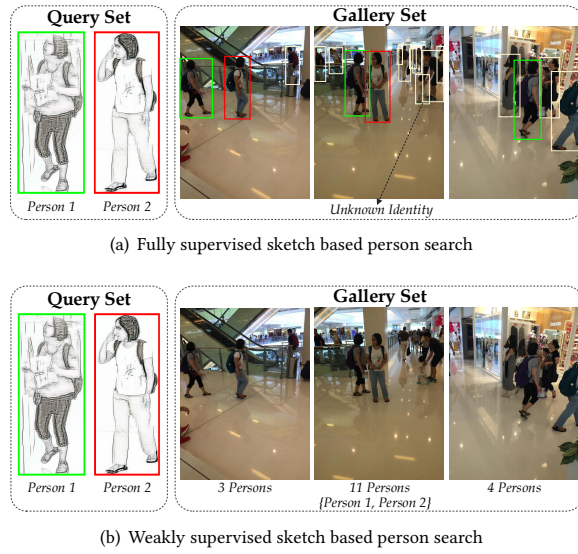 Query Set
Gallery Set
Person 1
Person 2
Unknown Identity
(a) Fully supervised sketch based person search
Query Set
Gallery Set
Person 1
Person 2
3 Persons
11 Persons
4 Persons
{Person 1, Person 2}
(b) Weakly supervised sketch based person search